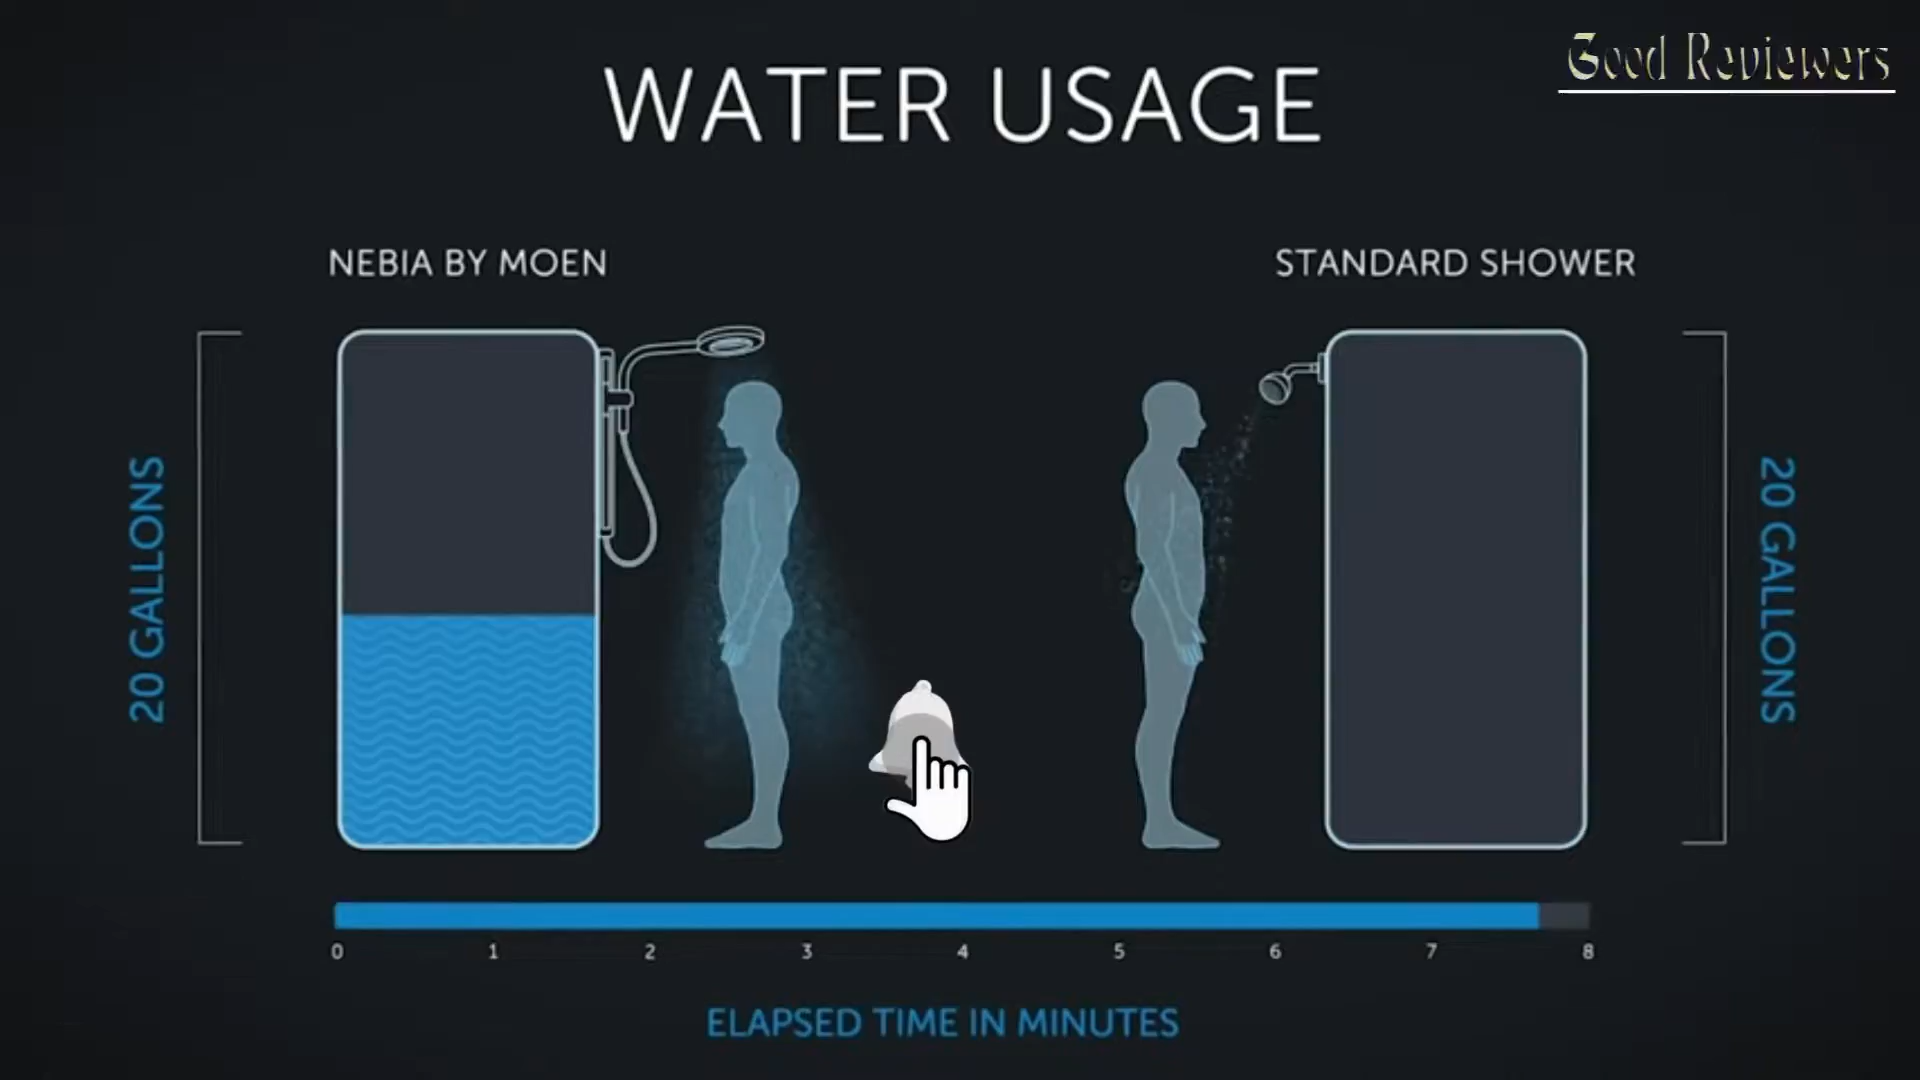 Good Reviewers
WATER USAGE
NEBIA BY MOEN
STANDARD SHOWER
20 GALLONS
20 GALLONS
0 1 2 3 4 5 6 7 8
ELAPSED TIME IN MINUTES